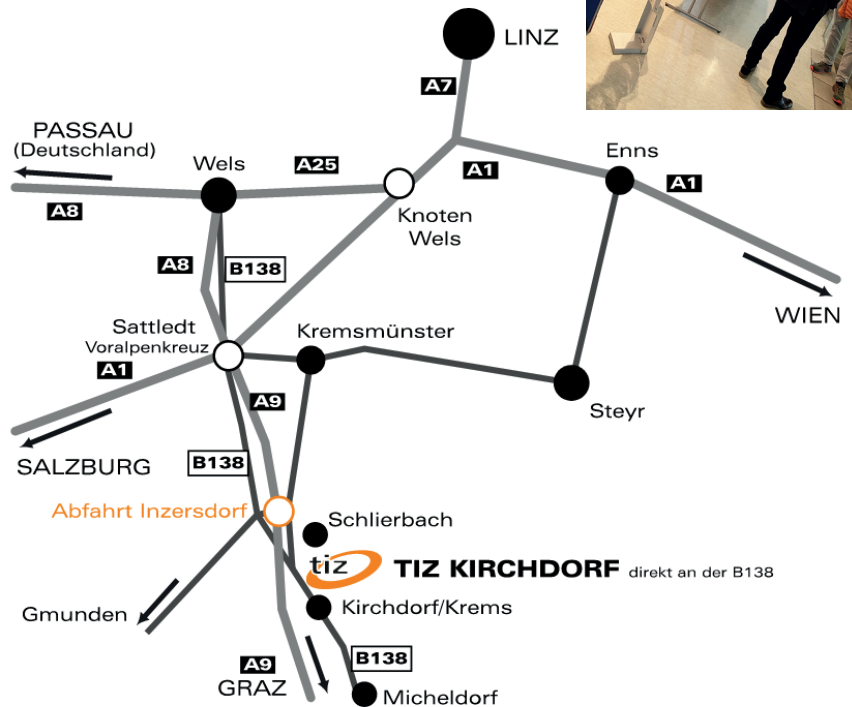 LINZ
A7
PASSAU
(Deutschland)
Wels
A25
A1
Enns
A1
A8
Knoten
Wels
A8
B138
WIEN
Sattledt
Voralpenkreuz
Kremsmünster
A1
A9
Steyr
SALZBURG
B138
Abfahrt Inzersdorf
Schlierbach
tiz
TIZ KIRCHDORF direkt an der B138
Gmunden
Kirchdorf/Krems
A9
GRAZ
B138
Micheldorf